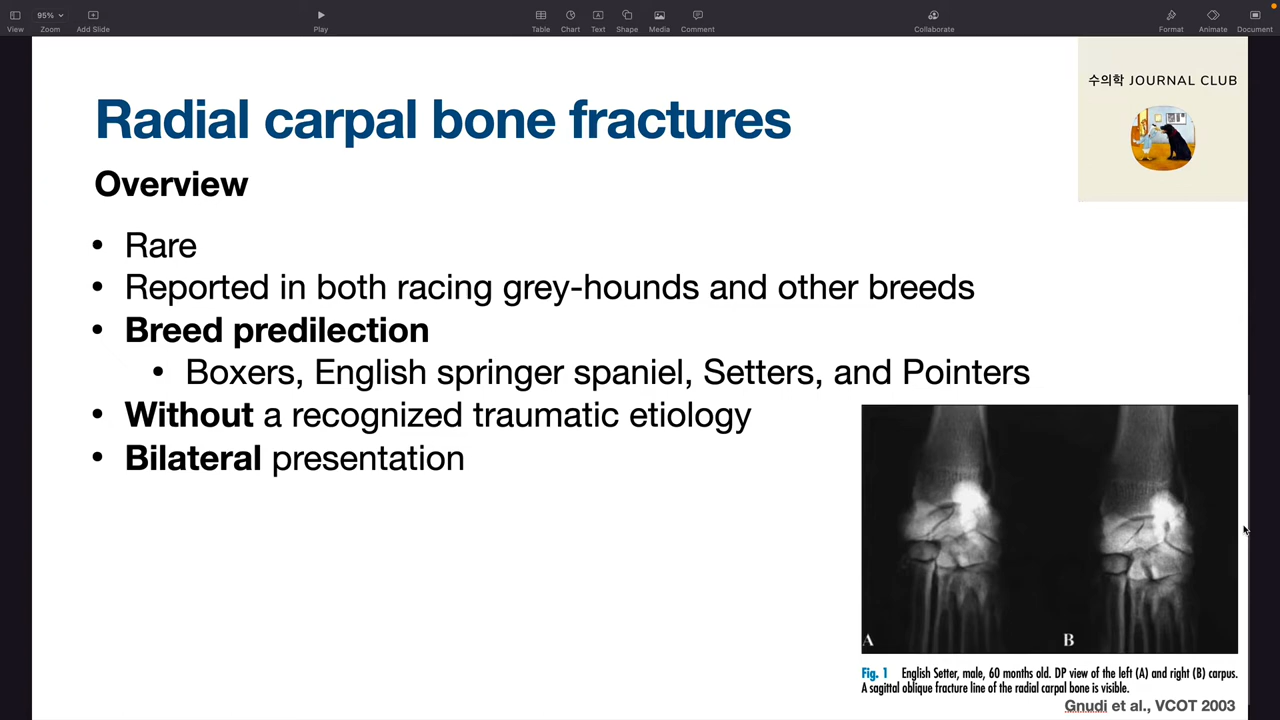 95%
View
Zoom
Add Slide
Play
Table
Chart
Text
Shape
Media
Comment
Collaborate
Format
Animate
Document
수의학 JOURNAL CLUB
Radial carpal bone fractures
Overview
• Rare
• Reported in both racing grey-hounds and other breeds
• Breed predilection
• Boxers, English springer spaniel, Setters, and Pointers
• Without a recognized traumatic etiology
• Bilateral presentation
A
B
Fig. 1 English Setter, male, 60 months old. DP view of the left (A) and right (B) carpus.
A sagittal oblique fracture line of the radial carpal bone is visible.
Gnudi et al., VCOT 2003